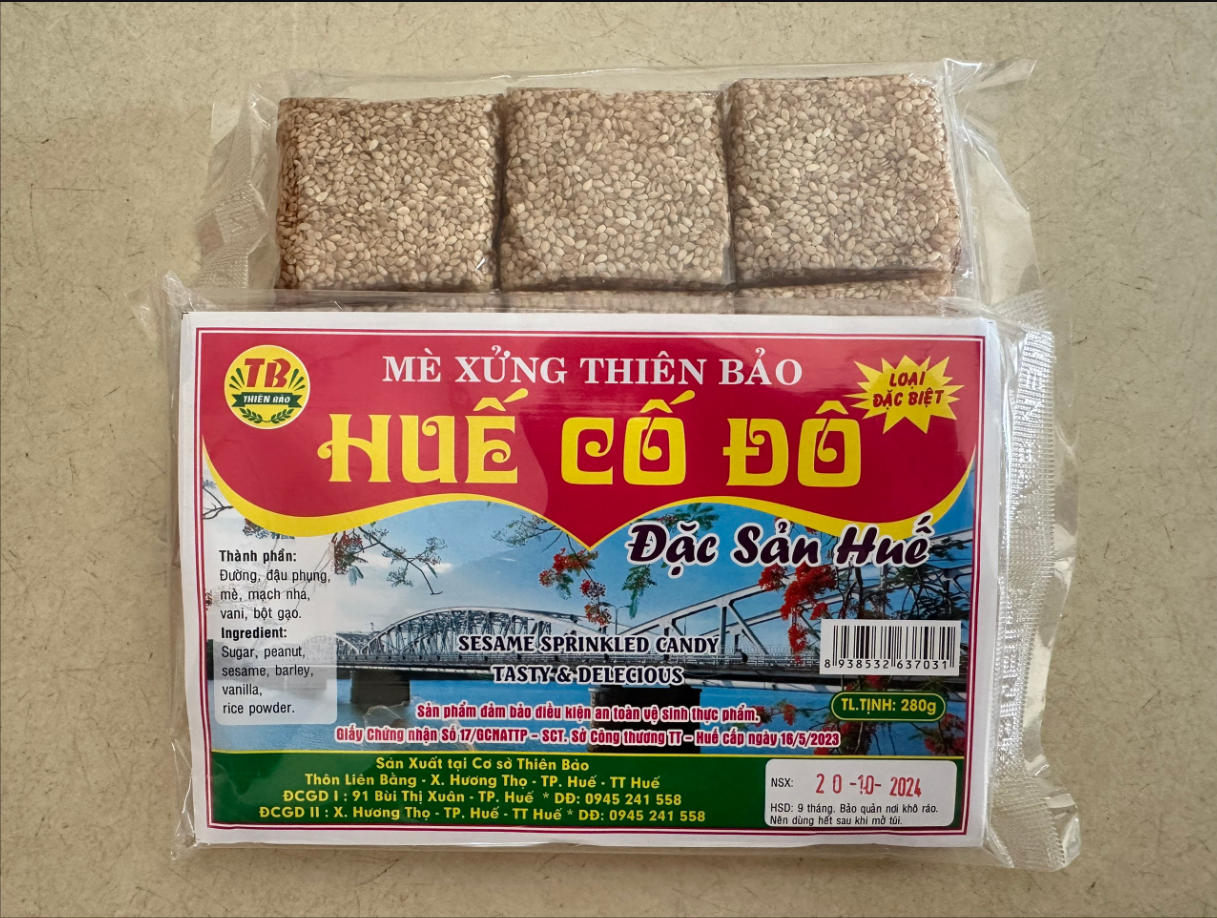 TB
THIÊN BẢO
MÈ XỬNG THIÊN BẢO
LOẠI
ĐẶC BIỆT
HUẾ CỐ ĐÔ
Đặc Sản Huế
Thành phần:
Đường, đậu phụng,
mè, mạch nha,
vani, bột gạo.
Ingredient:
Sugar, peanut,
sesame, barley,
vanilla,
rice powder.
SESAME SPRINKLED CANDY
TASTY & DELECIOUS
8 938532 637031
TL.TỊNH: 280g
Sản phẩm đảm bảo điều kiện an toàn vệ sinh thực phẩm.
Giấy Chứng nhận Số 17/GCNATTP - SCT. Sở Công thương TT - Huế cấp ngày 16/5/2023
Sản Xuất tại Cơ sở Thiên Bảo
Thôn Liên Bằng - X. Hương Thọ - TP. Huế - TT Huế
ĐCGD I : 91 Bùi Thị Xuân - TP. Huế * DĐ: 0945 241 558
ĐCGD II : X. Hương Thọ - TP. Huế - TT Huế * DĐ: 0945 241 558
NSX: 20 -10- 2024
HSD: 9 tháng. Bảo quản nơi khô ráo.
Nên dùng hết sau khi mở túi.